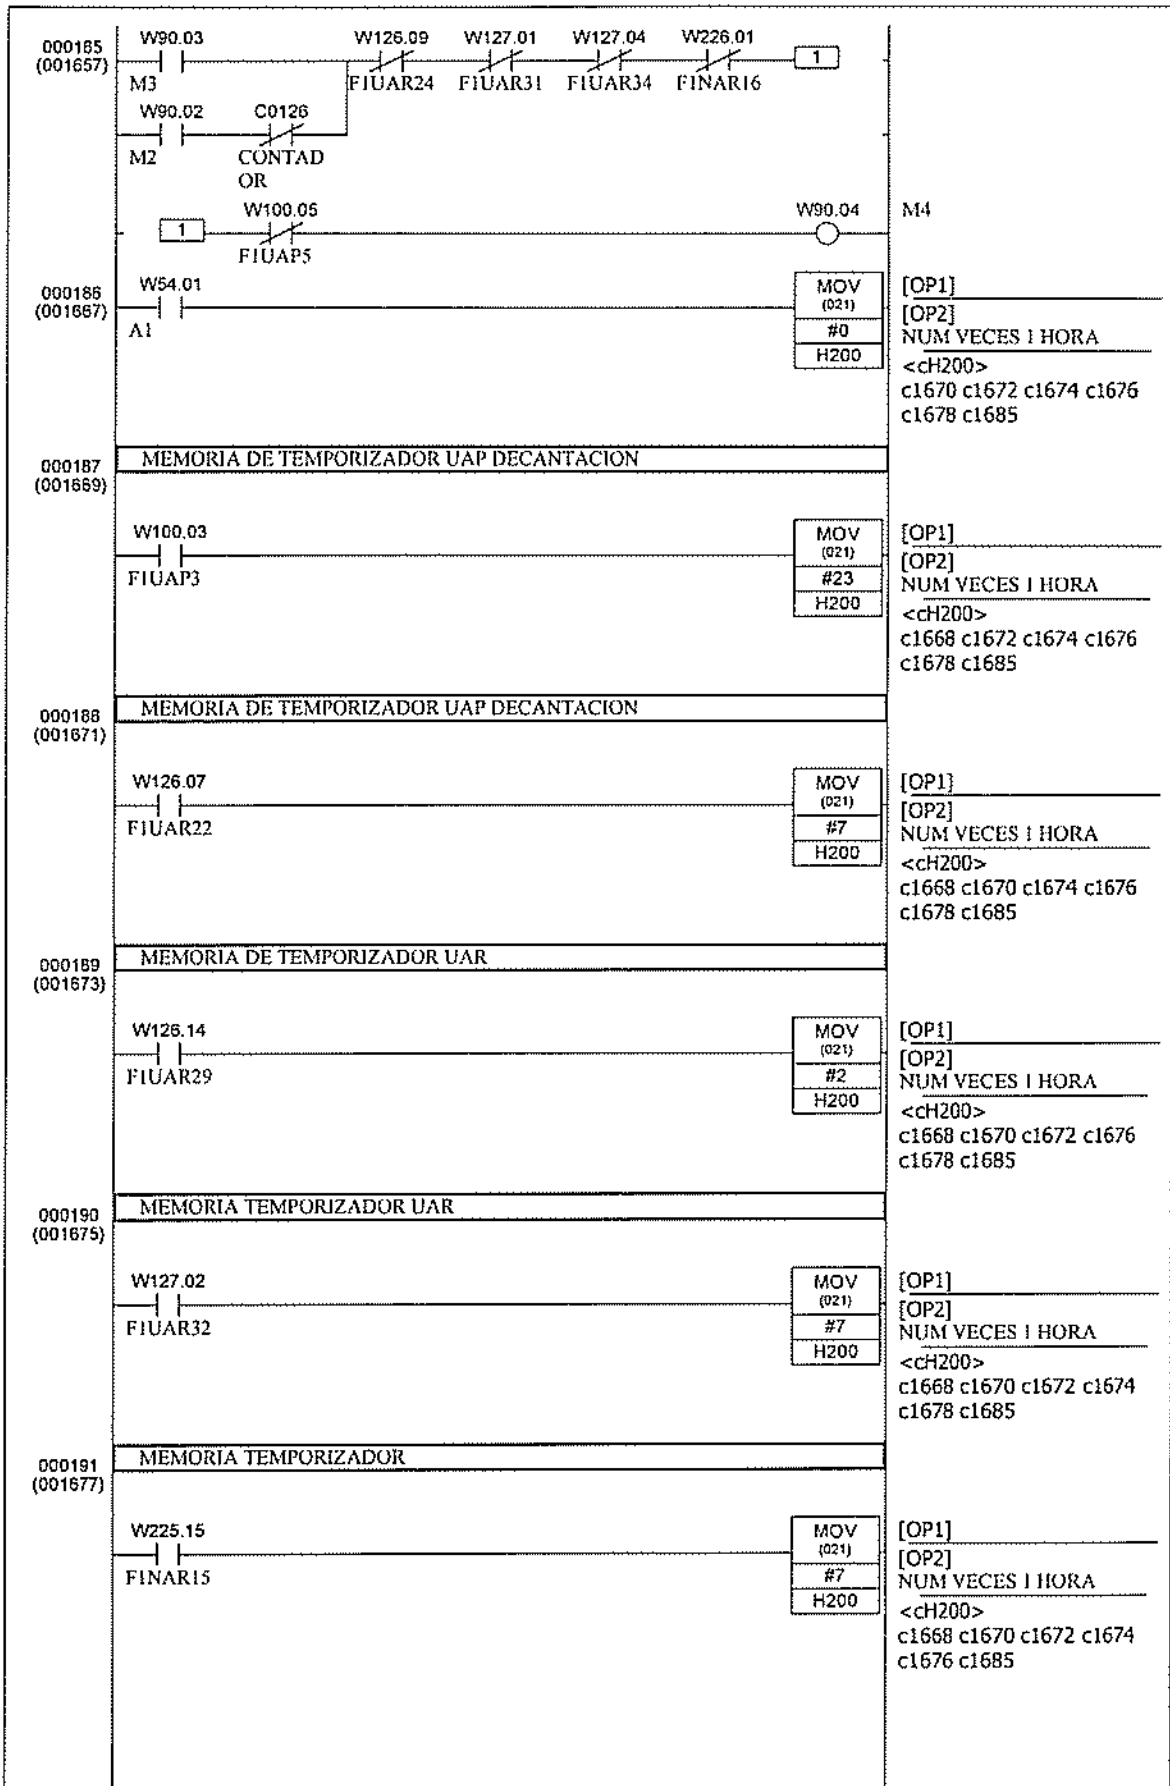 000185
(001657)
W90.03 W126.09 W127.01 W127.04 W226.01
1
M3 F1UAR24 F1UAR31 F1UAR34 F1NAR16
W90.02 C0126
M2 CONTAD
OR
W100.05 W90.04 M4
1
F1UAP5
000186
(001667)
W54.01
A1
MOV
(021)
#0
H200
[OP1]
[OP2]
NUM VECES 1 HORA
<cH200>
c1670 c1672 c1674 c1676
c1678 c1685
000187
(001669)
MEMORIA DE TEMPORIZADOR UAP DECANTACION
W100.03
F1UAP3
MOV
(021)
#23
H200
[OP1]
[OP2]
NUM VECES 1 HORA
<cH200>
c1668 c1672 c1674 c1676
c1678 c1685
000188
(001671)
MEMORIA DE TEMPORIZADOR UAP DECANTACION
W126.07
F1UAR22
MOV
(021)
#7
H200
[OP1]
[OP2]
NUM VECES 1 HORA
<cH200>
c1668 c1670 c1674 c1676
c1678 c1685
000189
(001673)
MEMORIA DE TEMPORIZADOR UAR
W126.14
F1UAR29
MOV
(021)
#2
H200
[OP1]
[OP2]
NUM VECES 1 HORA
<cH200>
c1668 c1670 c1672 c1676
c1678 c1685
000190
(001675)
MEMORIA TEMPORIZADOR UAR
W127.02
F1UAR32
MOV
(021)
#7
H200
[OP1]
[OP2]
NUM VECES 1 HORA
<cH200>
c1668 c1670 c1672 c1674
c1678 c1685
000191
(001677)
MEMORIA TEMPORIZADOR
W225.15
F1NAR15
MOV
(021)
#7
H200
[OP1]
[OP2]
NUM VECES 1 HORA
<cH200>
c1668 c1670 c1672 c1674
c1676 c1685